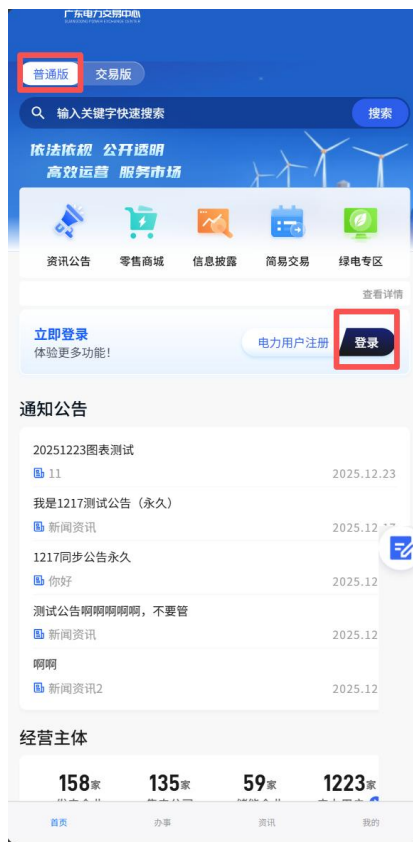 广东电力交易中心
普通版 交易版
输入关键字快速搜索 搜索
依法依规 公开透明
高效运营 服务市场
资讯公告 零售商城 信息披露 简易交易 绿电专区
查看详情
立即登录
体验更多功能!
电力用户注册 登录
通知公告
20251223图表测试
11 2025.12.23
我是1217测试公告（永久）
新闻资讯 2025.12.17
1217同步公告永久
你好 2025.12
测试公告啊啊啊啊啊，不要管
新闻资讯 2025.12
啊啊
新闻资讯2 2025.12
经营主体
158家 135家 59家 1223家
首页 办事 资讯 我的